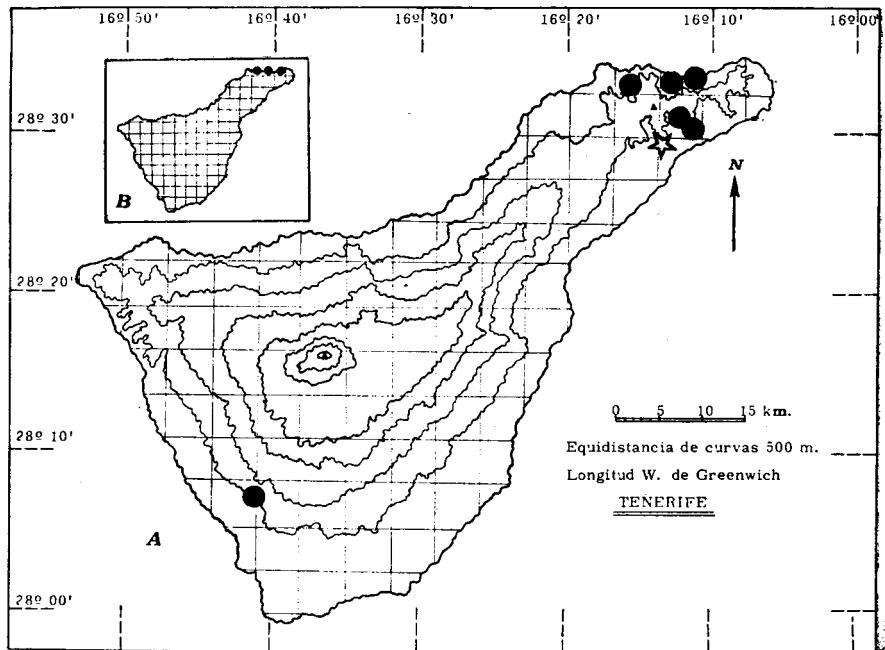 16º 50' 16º 40' 16º 30' 16º 20' 16º 10' 16º 00'
B
28º 30'
N
28º 20'
0 5 10 15 km.
28º 10'
Equidistancia de curvas 500 m.
Longitud W. de Greenwich
TENERIFE
A
28º 00'